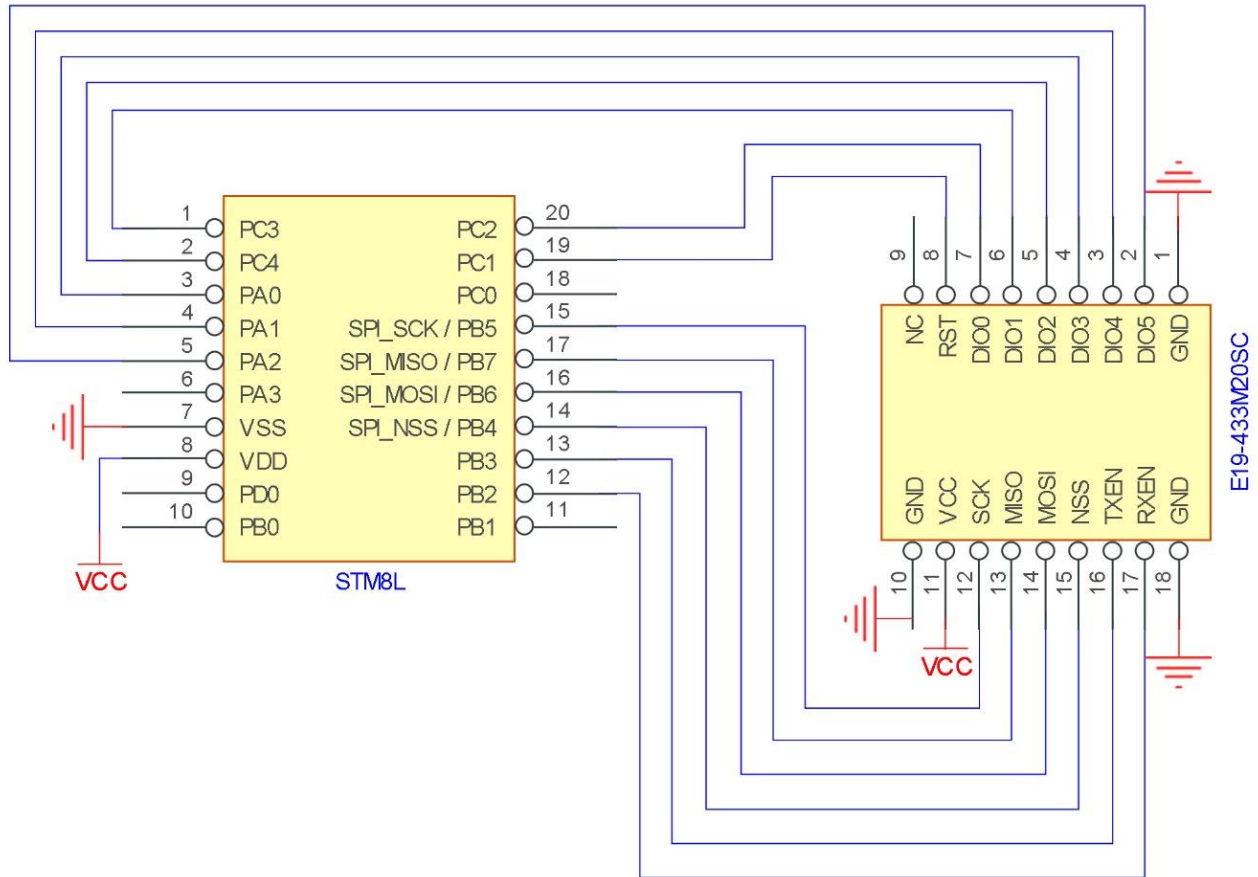 1 PC3 PC2 20
2 PC4 PC1 19
3 PA0 PC0 18
4 PA1 SPI_SCK / PB5 15
5 PA2 SPI_MISO / PB7 17
6 PA3 SPI_MOSI / PB6 16
7 VSS SPI_NSS / PB4 14
8 VDD PB3 13
9 PD0 PB2 12
10 PB0 PB1 11
VCC
STM8L
9 8 7 6 5 4 3 2 1
NC RST DIO0 DIO1 DIO2 DIO3 DIO4 DIO5 GND
GND VCC SCK MISO MOSI NSS TXEN RXEN GND
10 11 12 13 14 15 16 17 18
VCC
E19-433M20SC